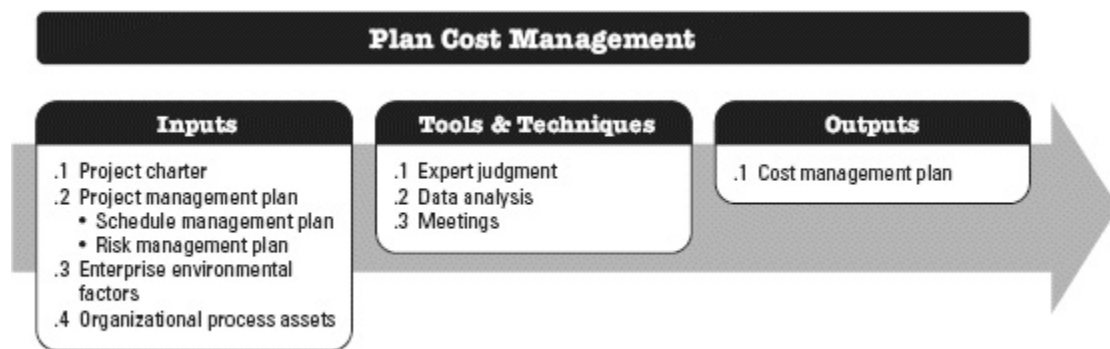 Plan Cost Management
Inputs
.1 Project charter
.2 Project management plan
• Schedule management plan
• Risk management plan
.3 Enterprise environmental
factors
.4 Organizational process assets
Tools & Techniques
.1 Expert judgment
.2 Data analysis
.3 Meetings
Outputs
.1 Cost management plan